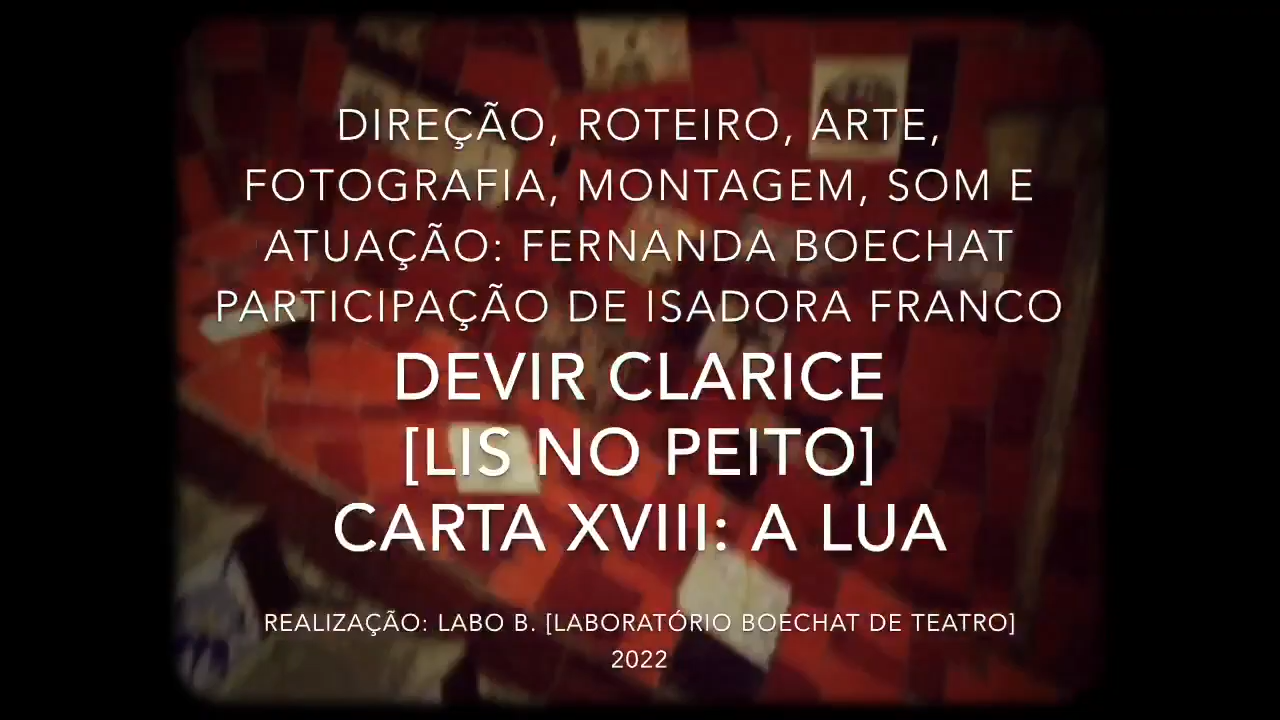 DIREÇÃO, ROTEIRO, ARTE,
FOTOGRAFIA, MONTAGEM, SOM E
ATUAÇÃO: FERNANDA BOECHAT
PARTICIPAÇÃO DE ISADORA FRANCO
DEVIR CLARICE
[LIS NO PEITO]
CARTA XVIII: A LUA
REALIZAÇÃO: LABO B. [LABORATÓRIO BOECHAT DE TEATRO]
2022